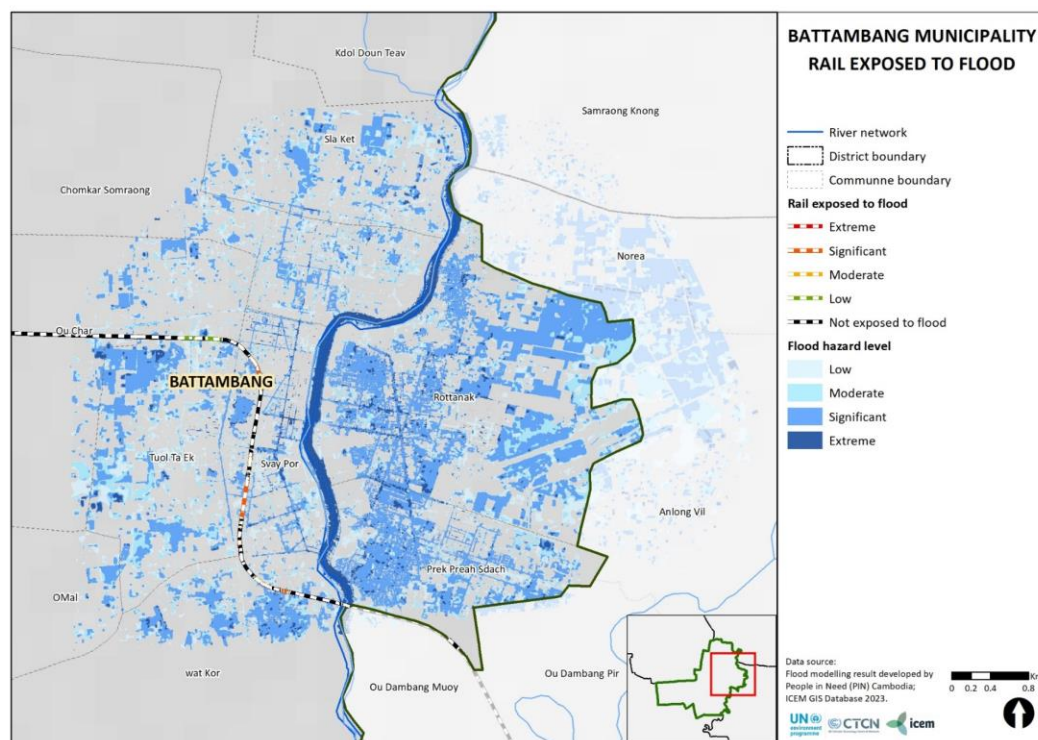 BATTAMBANG MUNICIPALITY
RAIL EXPOSED TO FLOOD
River network
District boundary
Communne boundary
Rail exposed to flood
Extreme
Significant
Moderate
Low
Not exposed to flood
Flood hazard level
Low
Moderate
Significant
Extreme
Kdol Doun Teav
Samraong Knong
Sla Ket
Chomkar Somraong
Norea
Ou Char
BATTAMBANG
Rottanak
Tuol Ta Ek
Svay Por
Anlong Vil
Prek Preah Sdach
OMal
wat Kor
Ou Dambang Muoy
Ou Dambang Pir
Data source:
Flood modelling result developed by
People in Need (PIN) Cambodia;
ICEM GIS Database 2023.
Km
0 0.2 0.4 0.8
UN
environment
programme
CTCN
icem